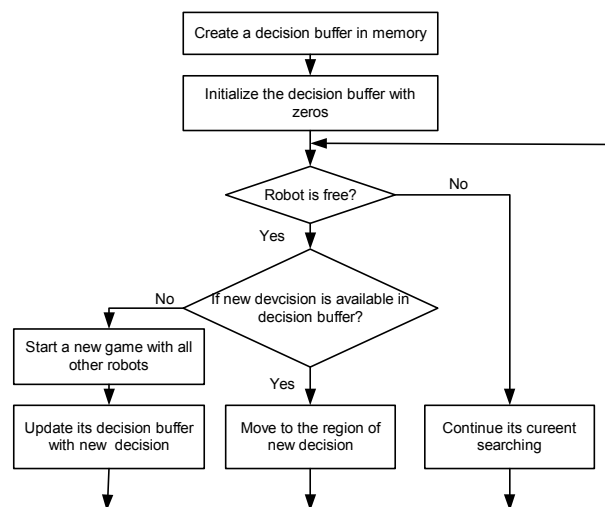 Create a decision buffer in memory
Initialize the decision buffer with
zeros
Robot is free?
No
Yes
If new devcision is available in
decision buffer?
No
Start a new game with all
other robots
Yes
Update its decision buffer
with new decision
Move to the region of
new decision
Continue its cureent
searching